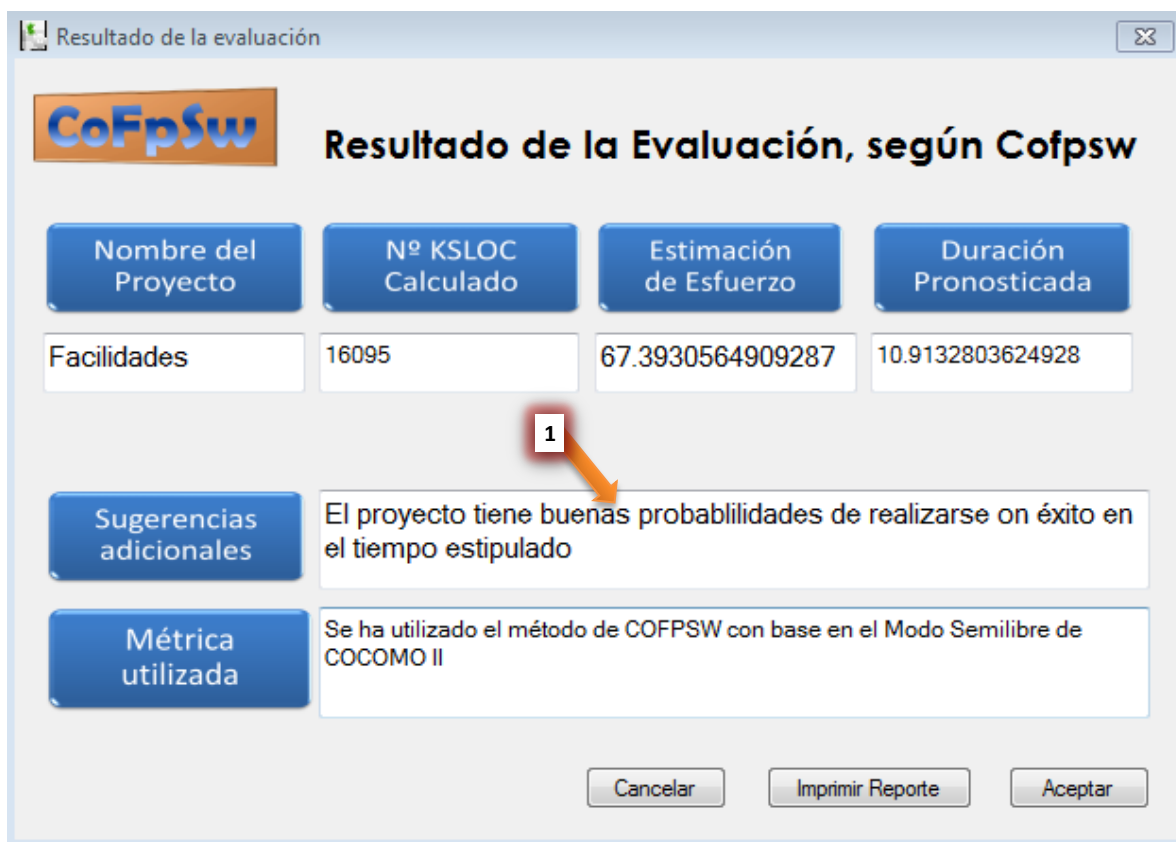 Resultado de la evaluación
CoFpSw
Resultado de la Evaluación, según Cofpsw
Nombre del
Proyecto
Nº KSLOC
Calculado
Estimación
de Esfuerzo
Duración
Pronosticada
Facilidades
16095
67.3930564909287
10.9132803624928
1
Sugerencias
adicionales
El proyecto tiene buenas probablilidades de realizarse on éxito en
el tiempo estipulado
Métrica
utilizada
Se ha utilizado el método de COFPSW con base en el Modo Semilibre de
COCOMO II
Cancelar
Imprimir Reporte
Aceptar